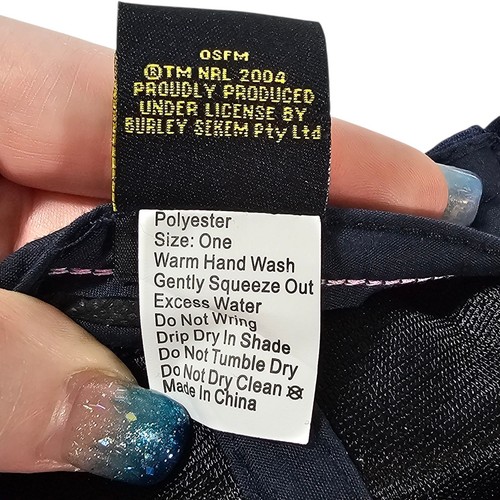 OSFM
®TM NRL 2004
PROUDLY PRODUCED
UNDER LICENSE BY
BURLEY SEKEM Pty Ltd
Polyester
Size: One
Warm Hand Wash
Gently Squeeze Out
Excess Water
Do Not Wring
Drip Dry In Shade
Do Not Tumble Dry
Do Not Dry Clean
Made In China